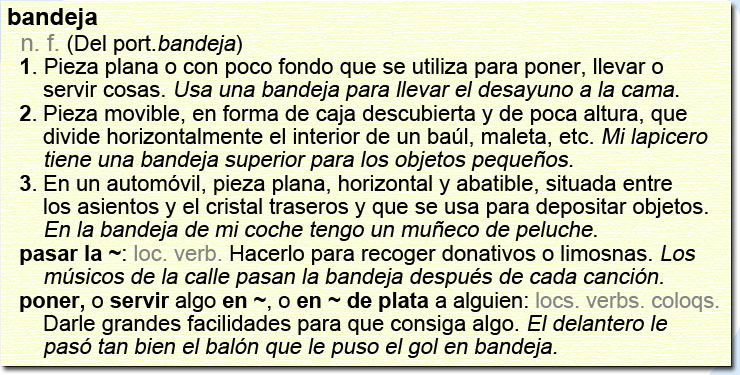 bandeja
n. f. (Del port.bandeja)
1. Pieza plana o con poco fondo que se utiliza para poner, llevar o
servir cosas. Usa una bandeja para llevar el desayuno a la cama.
2. Pieza movible, en forma de caja descubierta y de poca altura, que
divide horizontalmente el interior de un baúl, maleta, etc. Mi lapicero
tiene una bandeja superior para los objetos pequeños.
3. En un automóvil, pieza plana, horizontal y abatible, situada entre
los asientos y el cristal traseros y que se usa para depositar objetos.
En la bandeja de mi coche tengo un muñeco de peluche.
pasar la ~: loc. verb. Hacerlo para recoger donativos o limosnas. Los
músicos de la calle pasan la bandeja después de cada canción.
poner, o servir algo en ~, o en ~ de plata a alguien: locs. verbs. coloqs.
Darle grandes facilidades para que consiga algo. El delantero le
pasó tan bien el balón que le puso el gol en bandeja.